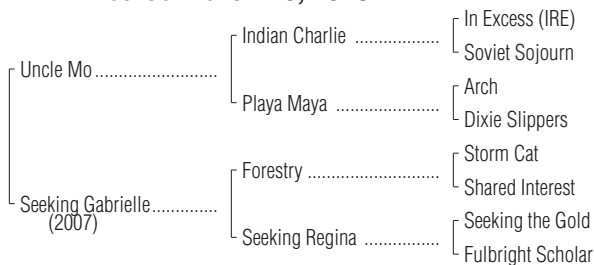 In Excess (IRE)
Indian Charlie ...................
Soviet Sojourn
Uncle Mo ...........................
Arch
Playa Maya .......................
Dixie Slippers
Storm Cat
Forestry .............................
Shared Interest
Seeking Gabrielle ..............
(2007)
Seeking the Gold
Seeking Regina .................
Fulbright Scholar